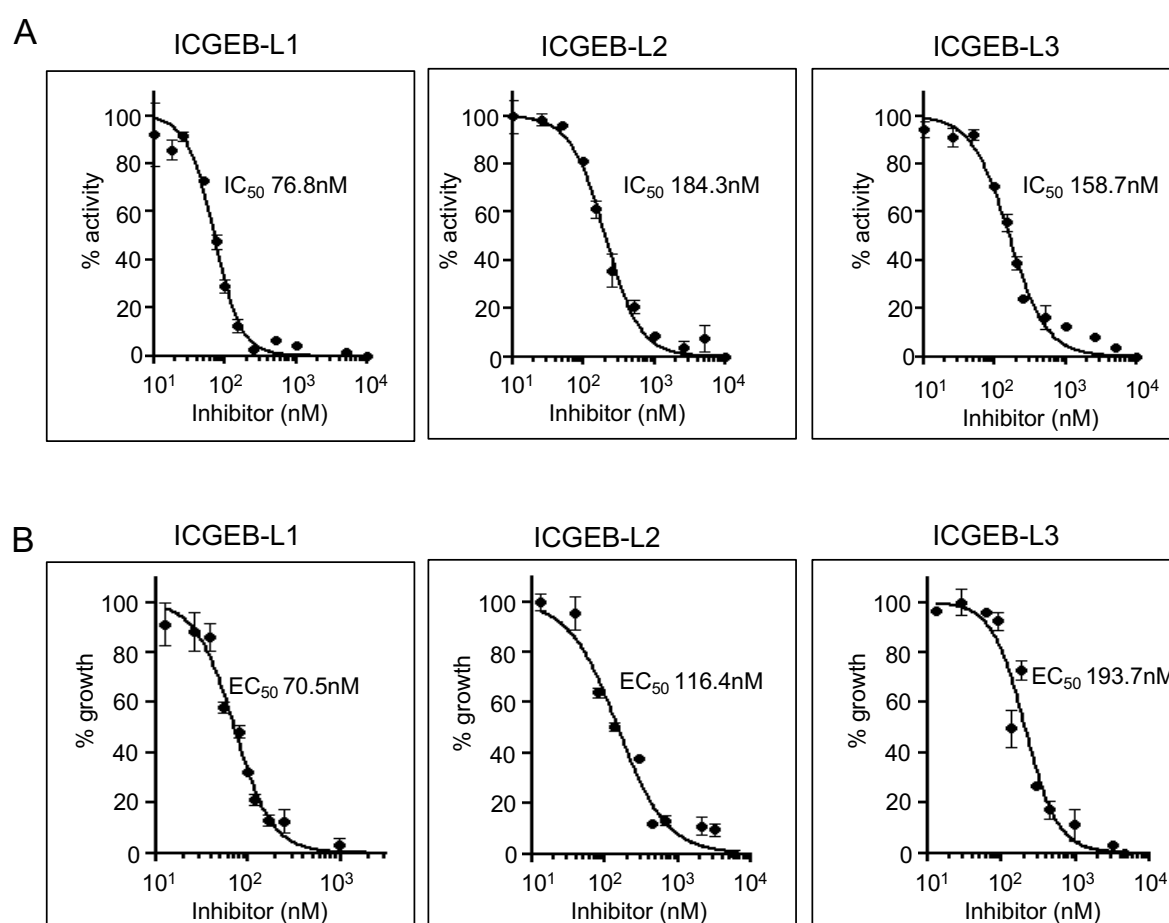 A
ICGEB-L1
ICGEB-L2
ICGEB-L3
% activity
100
80
60
40
20
0
IC50 76.8nM
10¹ 10² 10³ 10⁴
Inhibitor (nM)
% activity
100
80
60
40
20
0
IC50 184.3nM
10¹ 10² 10³ 10⁴
Inhibitor (nM)
% activity
100
80
60
40
20
0
IC50 158.7nM
10¹ 10² 10³ 10⁴
Inhibitor (nM)
B
ICGEB-L1
ICGEB-L2
ICGEB-L3
% growth
100
80
60
40
20
0
EC50 70.5nM
10¹ 10² 10³
Inhibitor (nM)
% growth
100
80
60
40
20
0
EC50 116.4nM
10¹ 10² 10³ 10⁴
Inhibitor (nM)
% growth
100
80
60
40
20
0
EC50 193.7nM
10¹ 10² 10³ 10⁴
Inhibitor (nM)